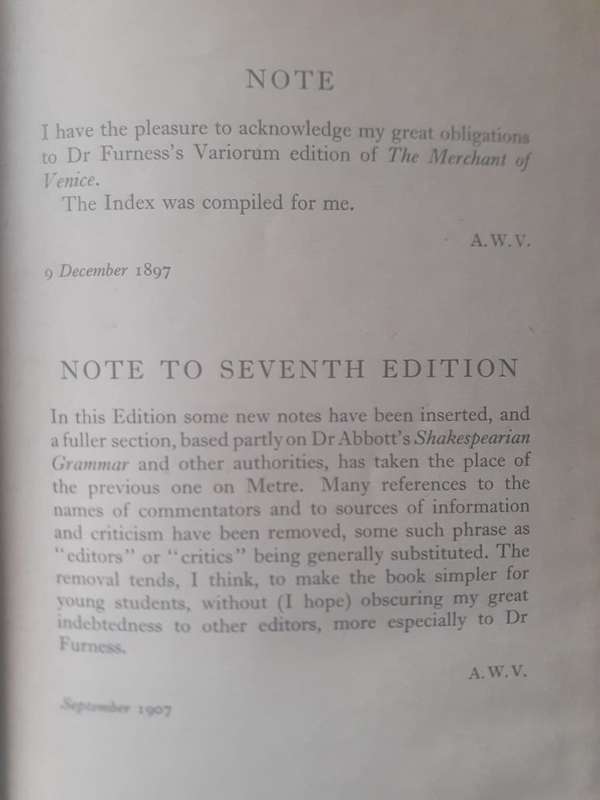 NOTE
I have the pleasure to acknowledge my great obligations
to Dr Furness's Variorum edition of The Merchant of
Venice.
The Index was compiled for me.
A.W.V.
9 December 1897
NOTE TO SEVENTH EDITION
In this Edition some new notes have been inserted, and
a fuller section, based partly on Dr Abbott's Shakespearian
Grammar and other authorities, has taken the place of
the previous one on Metre. Many references to the
names of commentators and to sources of information
and criticism have been removed, some such phrase as
"editors" or "critics" being generally substituted. The
removal tends, I think, to make the book simpler for
young students, without (I hope) obscuring my great
indebtedness to other editors, more especially to Dr
Furness.
A.W.V.
September 1907